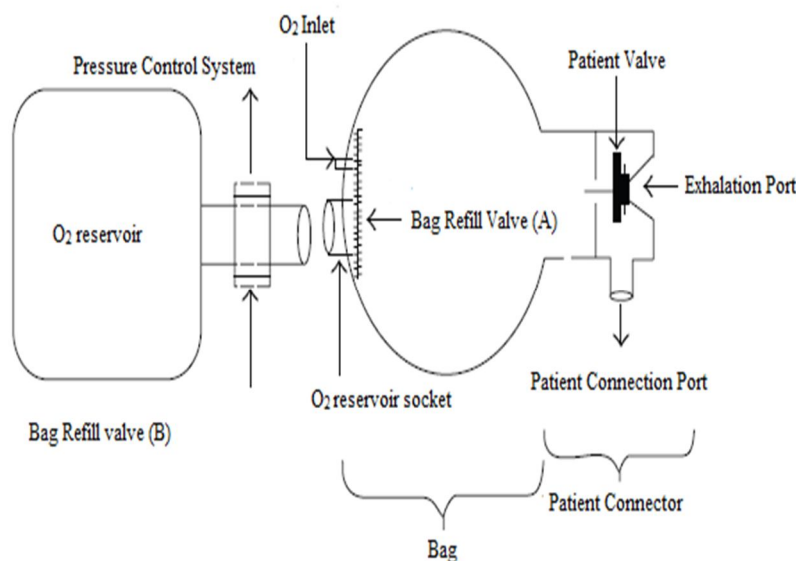 O2 Inlet
Pressure Control System
Patient Valve
Exhalation Port
O2 reservoir
Bag Refill Valve (A)
Patient Connection Port
O2 reservoir socket
Bag Refill valve (B)
Patient Connector
Bag